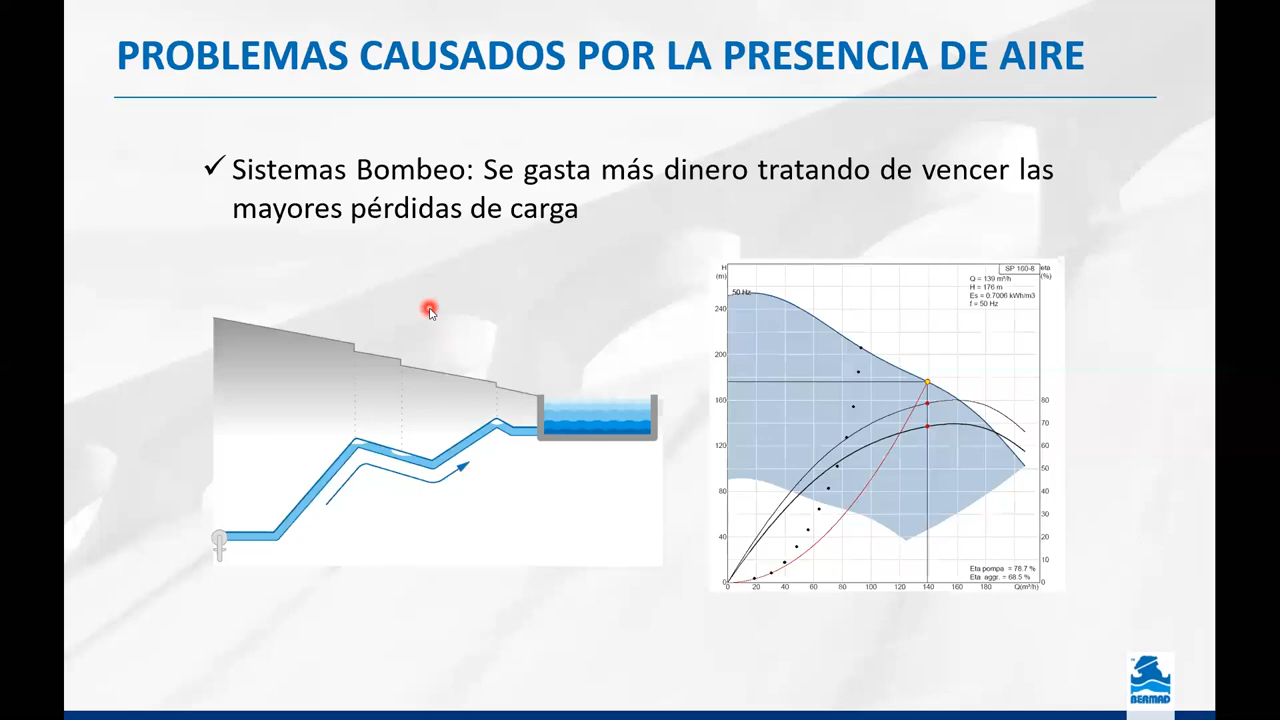 PROBLEMAS CAUSADOS POR LA PRESENCIA DE AIRE
✓ Sistemas Bombeo: Se gasta más dinero tratando de vencer las
mayores pérdidas de carga
H
(m)
50 Hz
SP 160-8
eta
(%)
Q = 139 m³/h
H = 176 m
Es = 0.7006 kWh/m3
f = 50 Hz
240
200
160
120
80
40
0
80
70
60
50
40
30
20
10
0
Eta pompa = 78.7 %
Eta aggr. = 68.5 %
0 20 40 60 80 100 120 140 160 180 Q(m³/h)
BERMAD